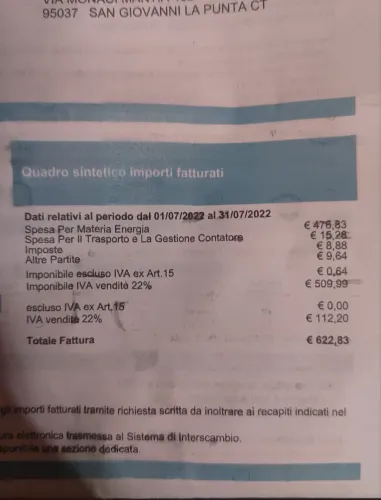 95037 SAN GIOVANNI LA PUNTA CT
Quadro sintetico importi fatturati
Dati relativi al periodo dal 01/07/2022 al 31/07/2022
Spesa Per Materia Energia € 476,83
Spesa Per Il Trasporto e La Gestione Contatore € 15,28
Imposte € 8,88
Altre Partite € 9,64
Imponibile escluso IVA ex Art.15 € 0,64
Imponibile IVA vendite 22% € 509,99
escluso IVA ex Art.15 € 0,00
IVA vendite 22% € 112,20
Totale Fattura € 622,83
gli importi fatturati tramite richiesta scritta da inoltrare ai recapiti indicati nel
ura elettronica trasmessa al Sistema di Interscambio.
sponibile una sezione dedicata